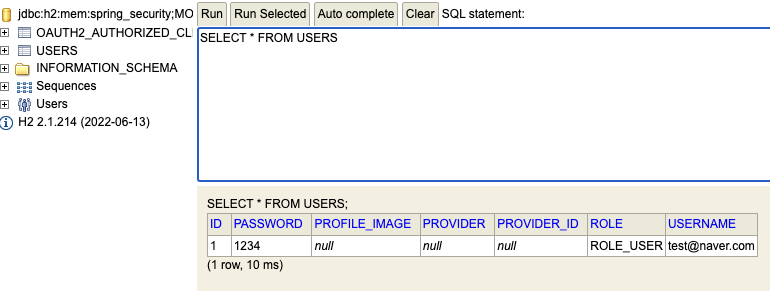 jdbc:h2:mem:spring_security;MO
OAUTH2_AUTHORIZED_CLI
USERS
INFORMATION_SCHEMA
Sequences
Users
H2 2.1.214 (2022-06-13)
Run Run Selected Auto complete Clear SQL statement:
SELECT * FROM USERS
SELECT * FROM USERS;
ID PASSWORD PROFILE_IMAGE PROVIDER PROVIDER_ID ROLE USERNAME
1 1234 null null null ROLE_USER test@naver.com
(1 row, 10 ms)